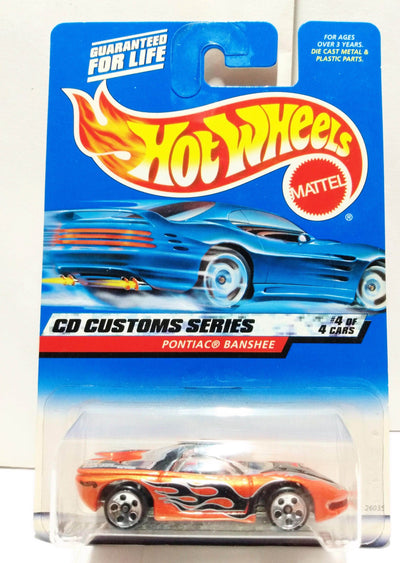 GUARANTEED
FOR LIFE
FOR AGES
OVER 3 YEARS.
DIE CAST METAL &
PLASTIC PARTS.
HOT WHEELS
MATTEL
®
CD CUSTOMS SERIES
#4 OF
4 CARS
PONTIAC® BANSHEE
26035